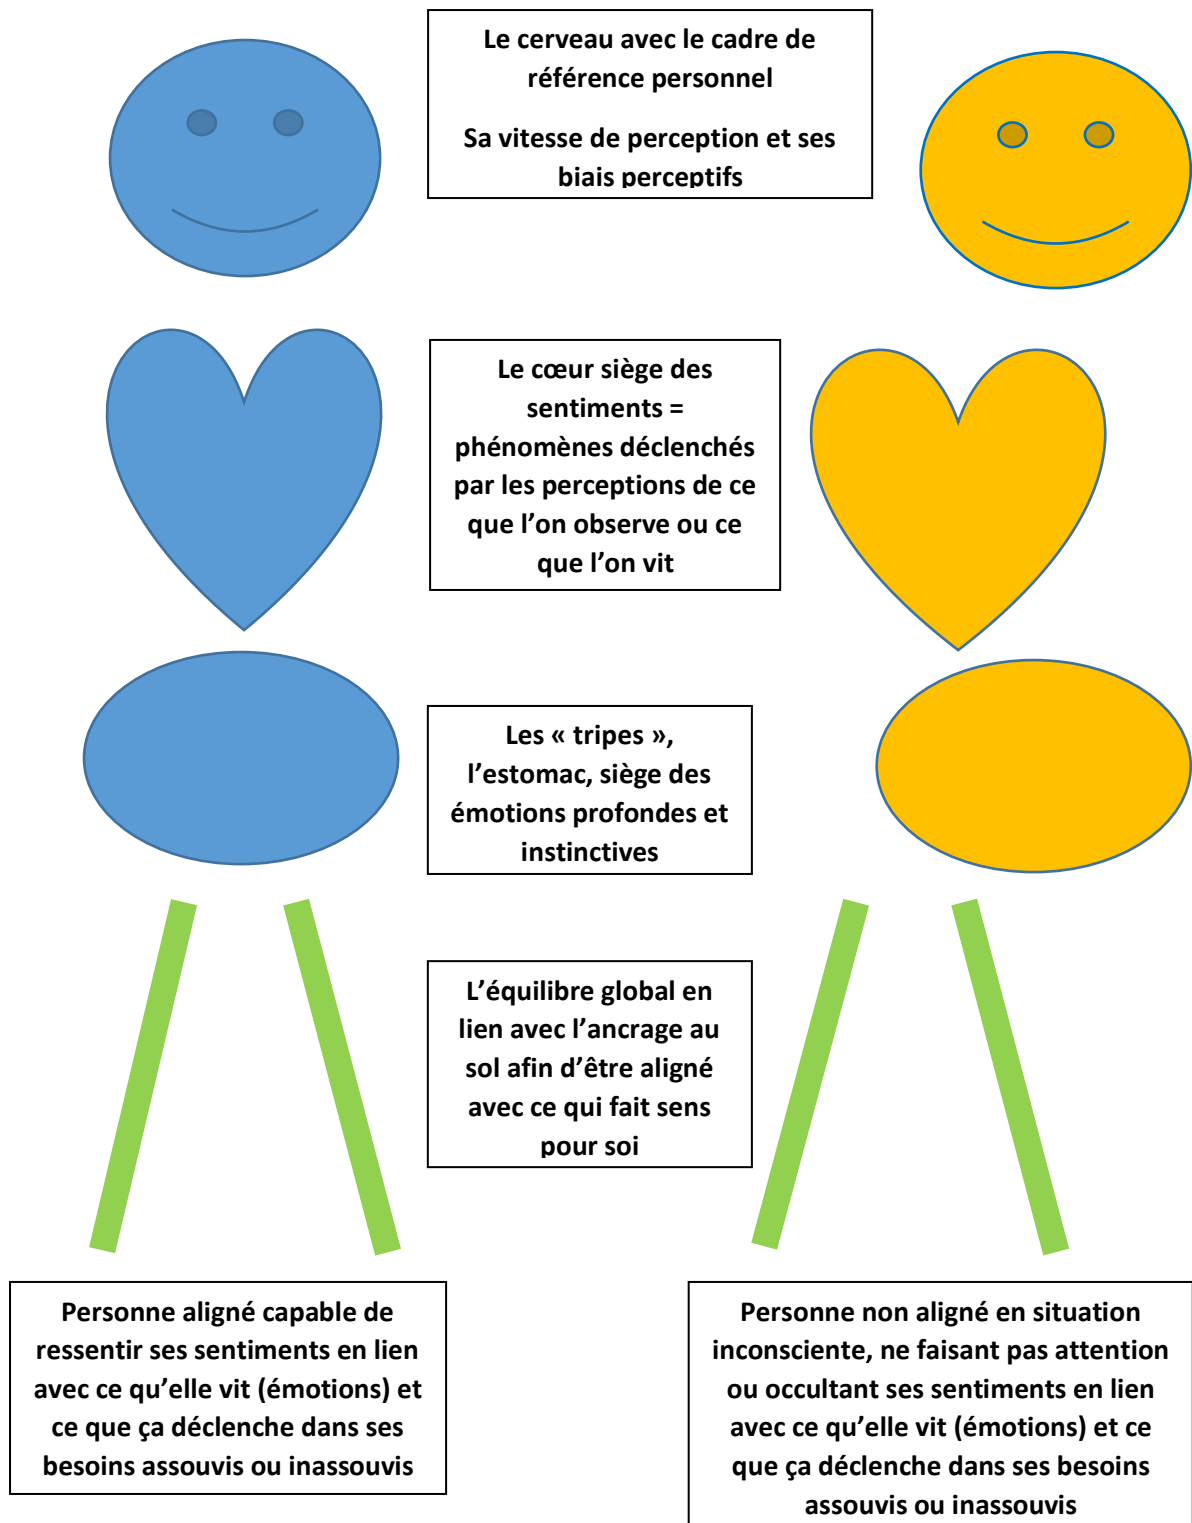 Le cerveau avec le cadre de
référence personnel
Sa vitesse de perception et ses
biais perceptifs
Le cœur siège des
sentiments =
phénomènes déclenchés
par les perceptions de ce
que l’on observe ou ce
que l’on vit
Les « tripes »,
l’estomac, siège des
émotions profondes et
instinctives
L’équilibre global en
lien avec l’ancrage au
sol afin d’être aligné
avec ce qui fait sens
pour soi
Personne aligné capable de
ressentir ses sentiments en lien
avec ce qu’elle vit (émotions) et
ce que ça déclenche dans ses
besoins assouvis ou inassouvis
Personne non aligné en situation
inconsciente, ne faisant pas attention
ou occultant ses sentiments en lien
avec ce qu’elle vit (émotions) et ce
que ça déclenche dans ses besoins
assouvis ou inassouvis